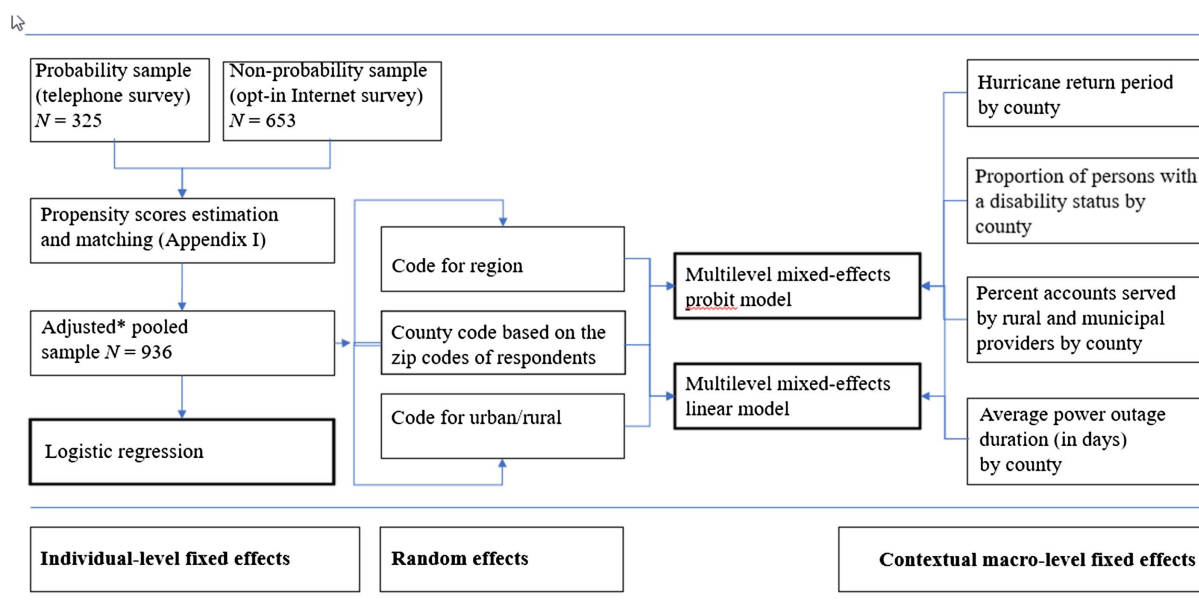 Probability sample
(telephone survey)
N = 325
Non-probability sample
(opt-in Internet survey)
N = 653
Propensity scores estimation
and matching (Appendix I)
Adjusted* pooled
sample N = 936
Logistic regression
Code for region
County code based on the
zip codes of respondents
Code for urban/rural
Multilevel mixed-effects
probit model
Multilevel mixed-effects
linear model
Hurricane return period
by county
Proportion of persons with
a disability status by
county
Percent accounts served
by rural and municipal
providers by county
Average power outage
duration (in days)
by county
Individual-level fixed effects
Random effects
Contextual macro-level fixed effects